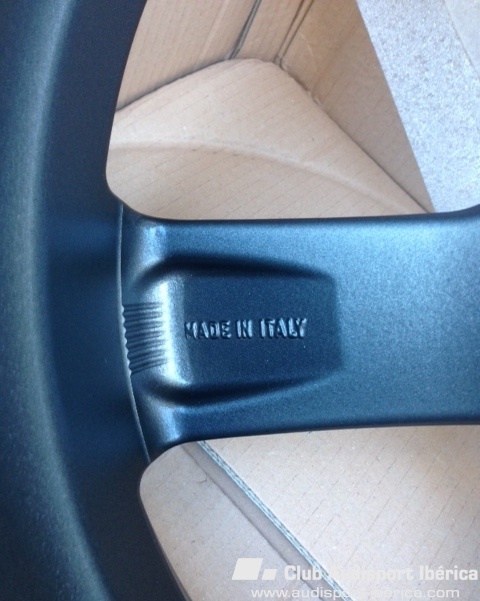 MADE IN ITALY
Club Audisport Ibérica
www.audisport-iberica.com